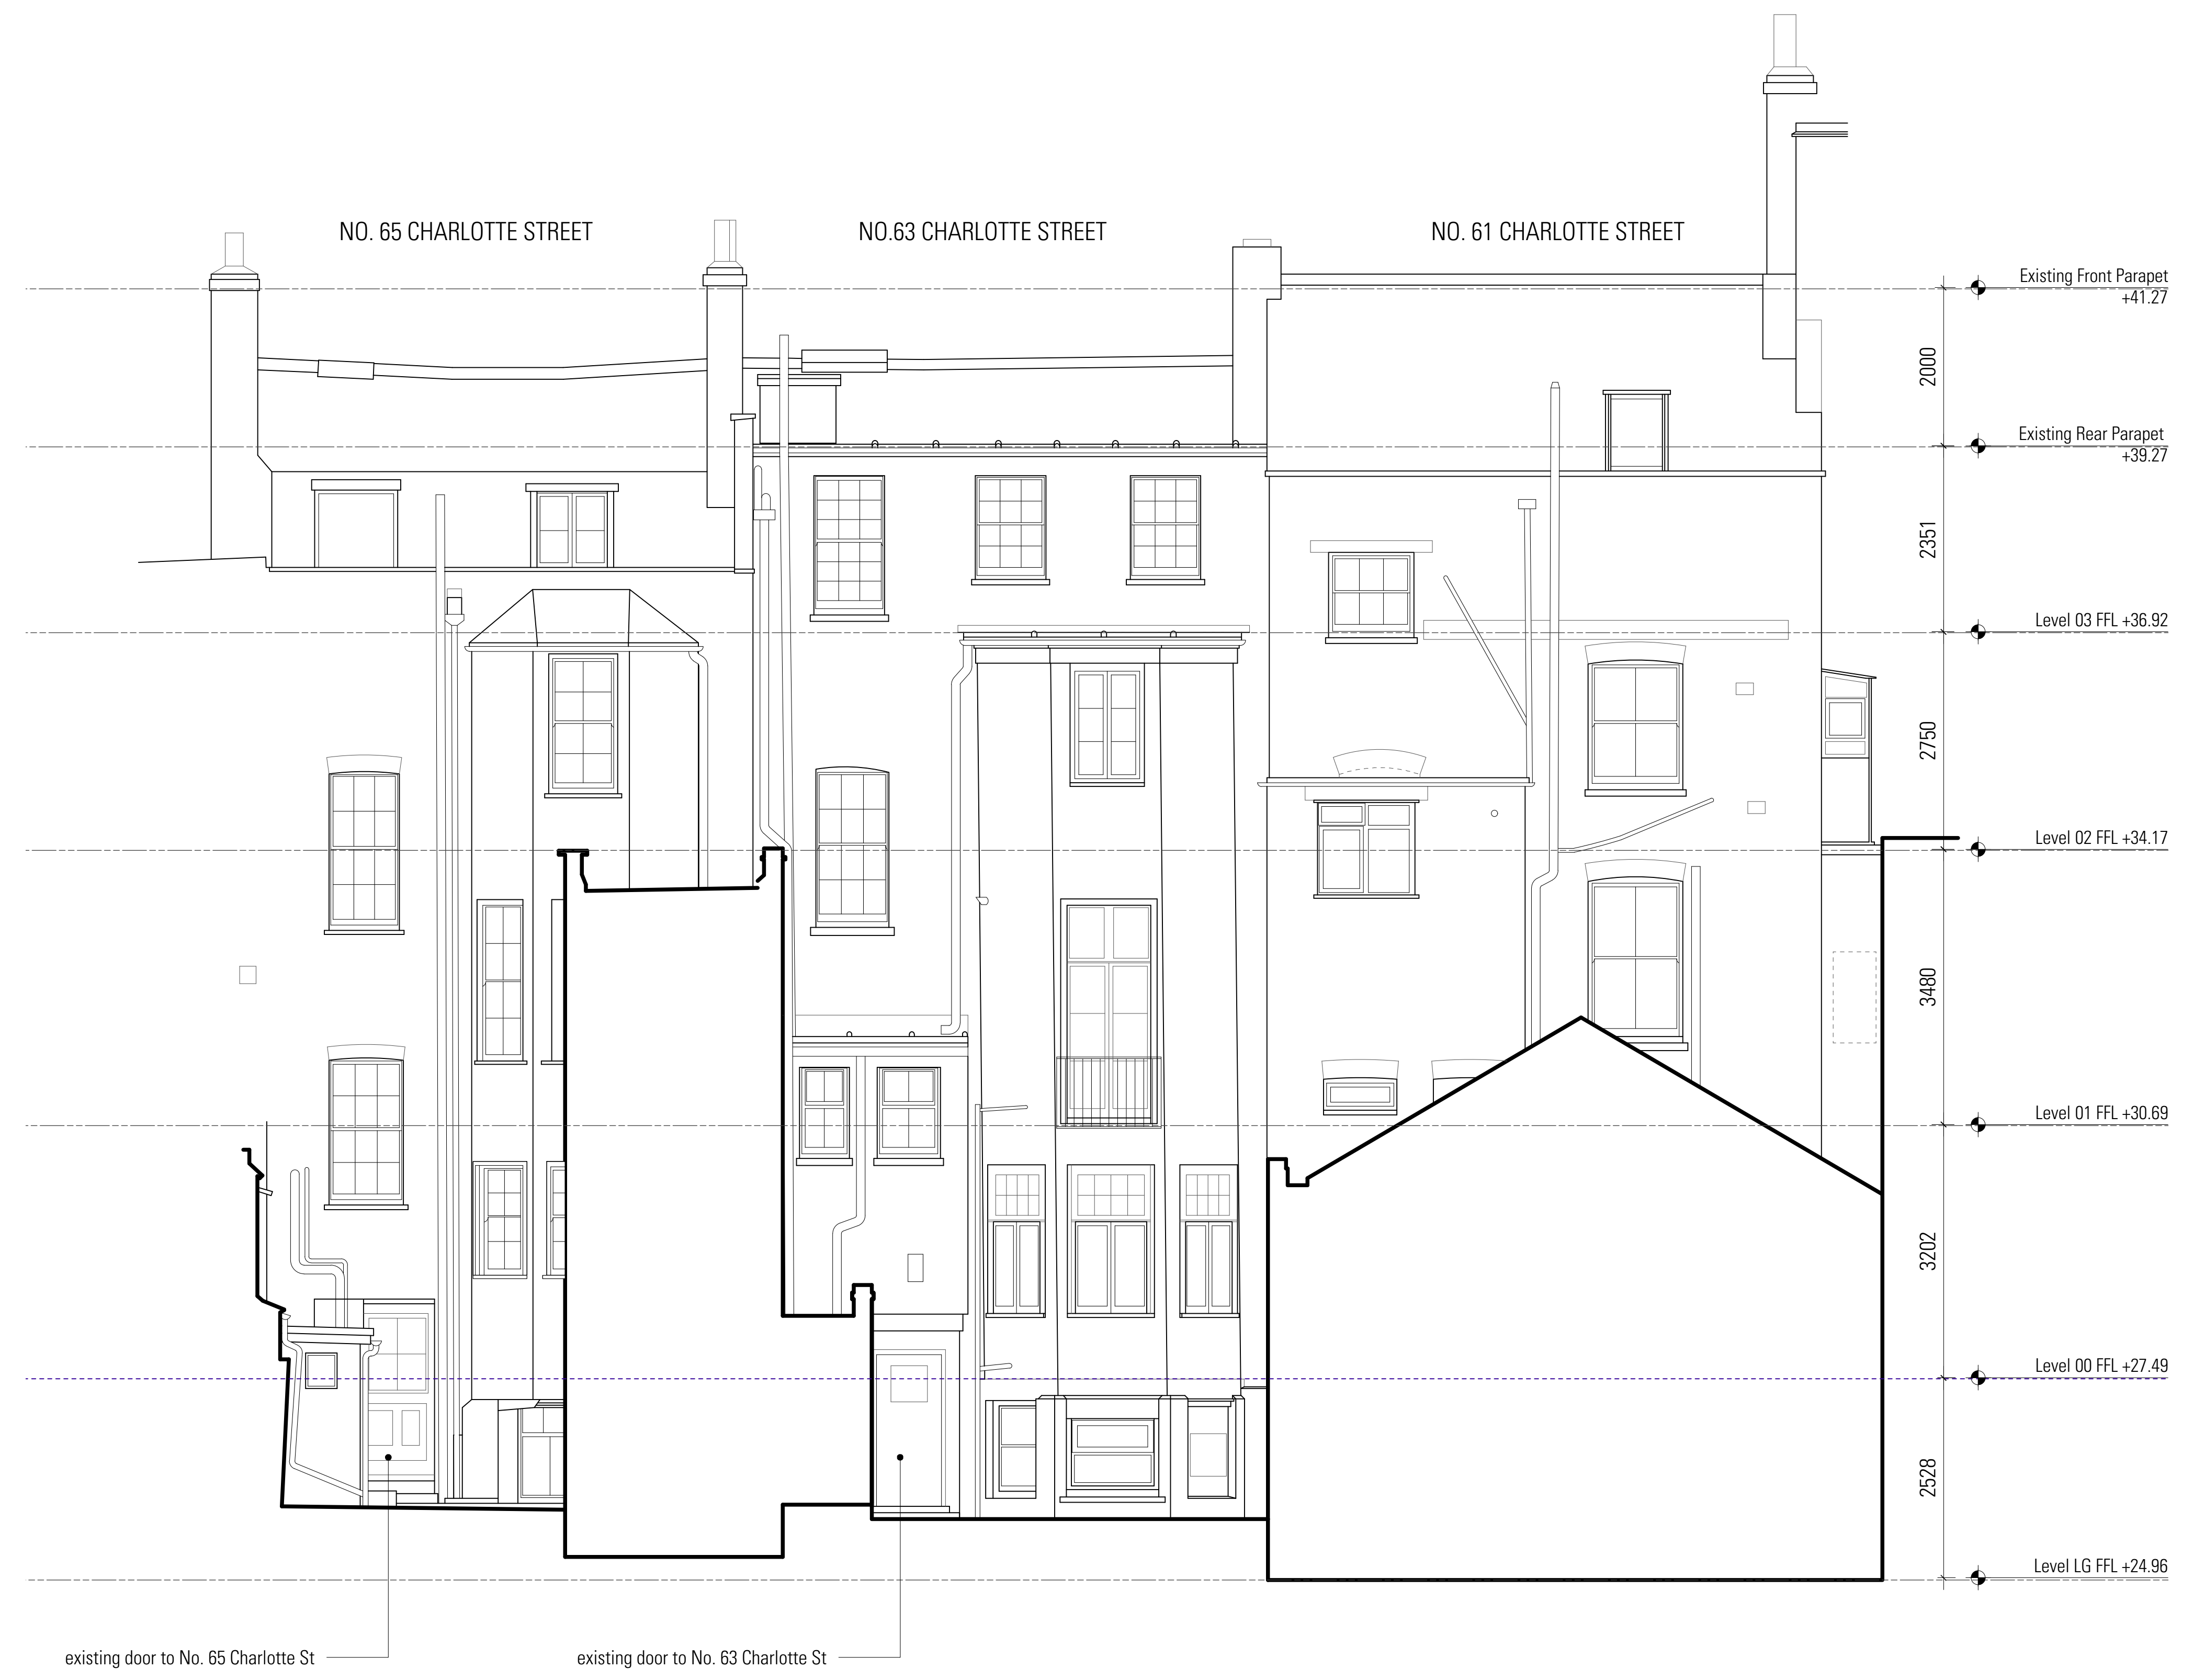 NO. 65 CHARLOTTE STREET
NO.63 CHARLOTTE STREET
NO. 61 CHARLOTTE STREET
Existing Front Parapet
+41.27
2000
Existing Rear Parapet
+39.27
2351
Level 03 FFL +36.92
2750
Level 02 FFL +34.17
3480
Level 01 FFL +30.69
3202
Level 00 FFL +27.49
2528
Level LG FFL +24.96
existing door to No. 65 Charlotte St
existing door to No. 63 Charlotte St